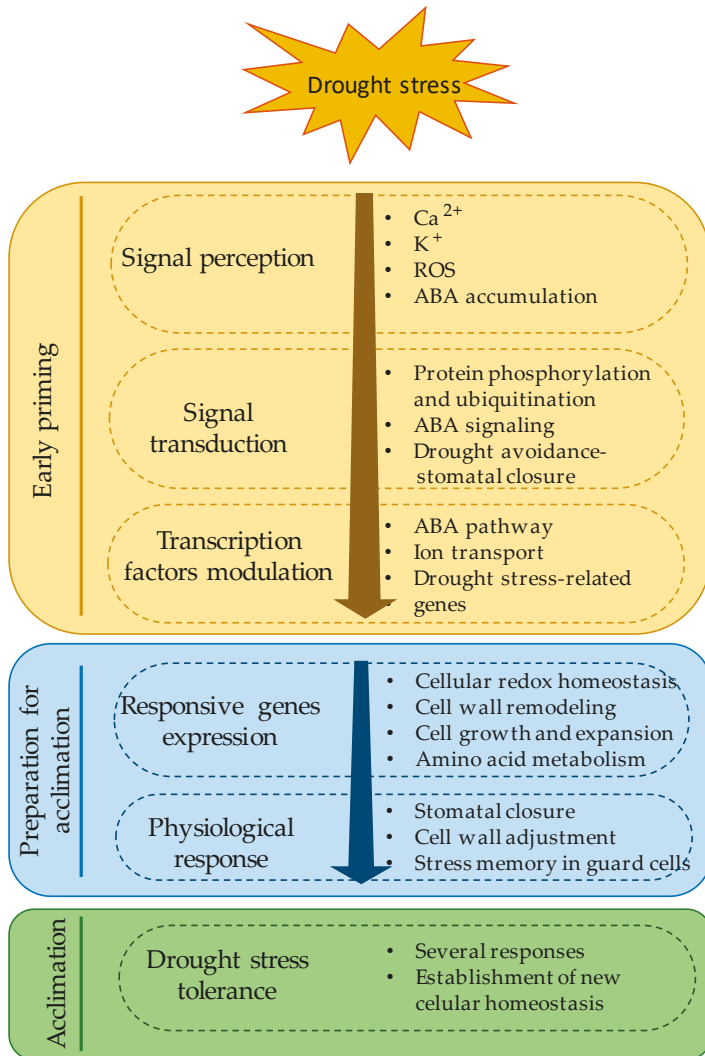 Drought stress
Early priming
Signal perception
• Ca2+
• K+
• ROS
• ABA accumulation
Signal
transduction
• Protein phosphorylation
and ubiquitination
• ABA signaling
• Drought avoidance-
stomatal closure
Transcription
factors modulation
• ABA pathway
• Ion transport
• Drought stress-related
• genes
Preparation for
acclimation
Responsive genes
expression
• Cellular redox homeostasis
• Cell wall remodeling
• Cell growth and expansion
• Amino acid metabolism
Physiological
response
• Stomatal closure
• Cell wall adjustment
• Stress memory in guard cells
Acclimation
Drought stress
tolerance
• Several responses
• Establishment of new
celular homeostasis